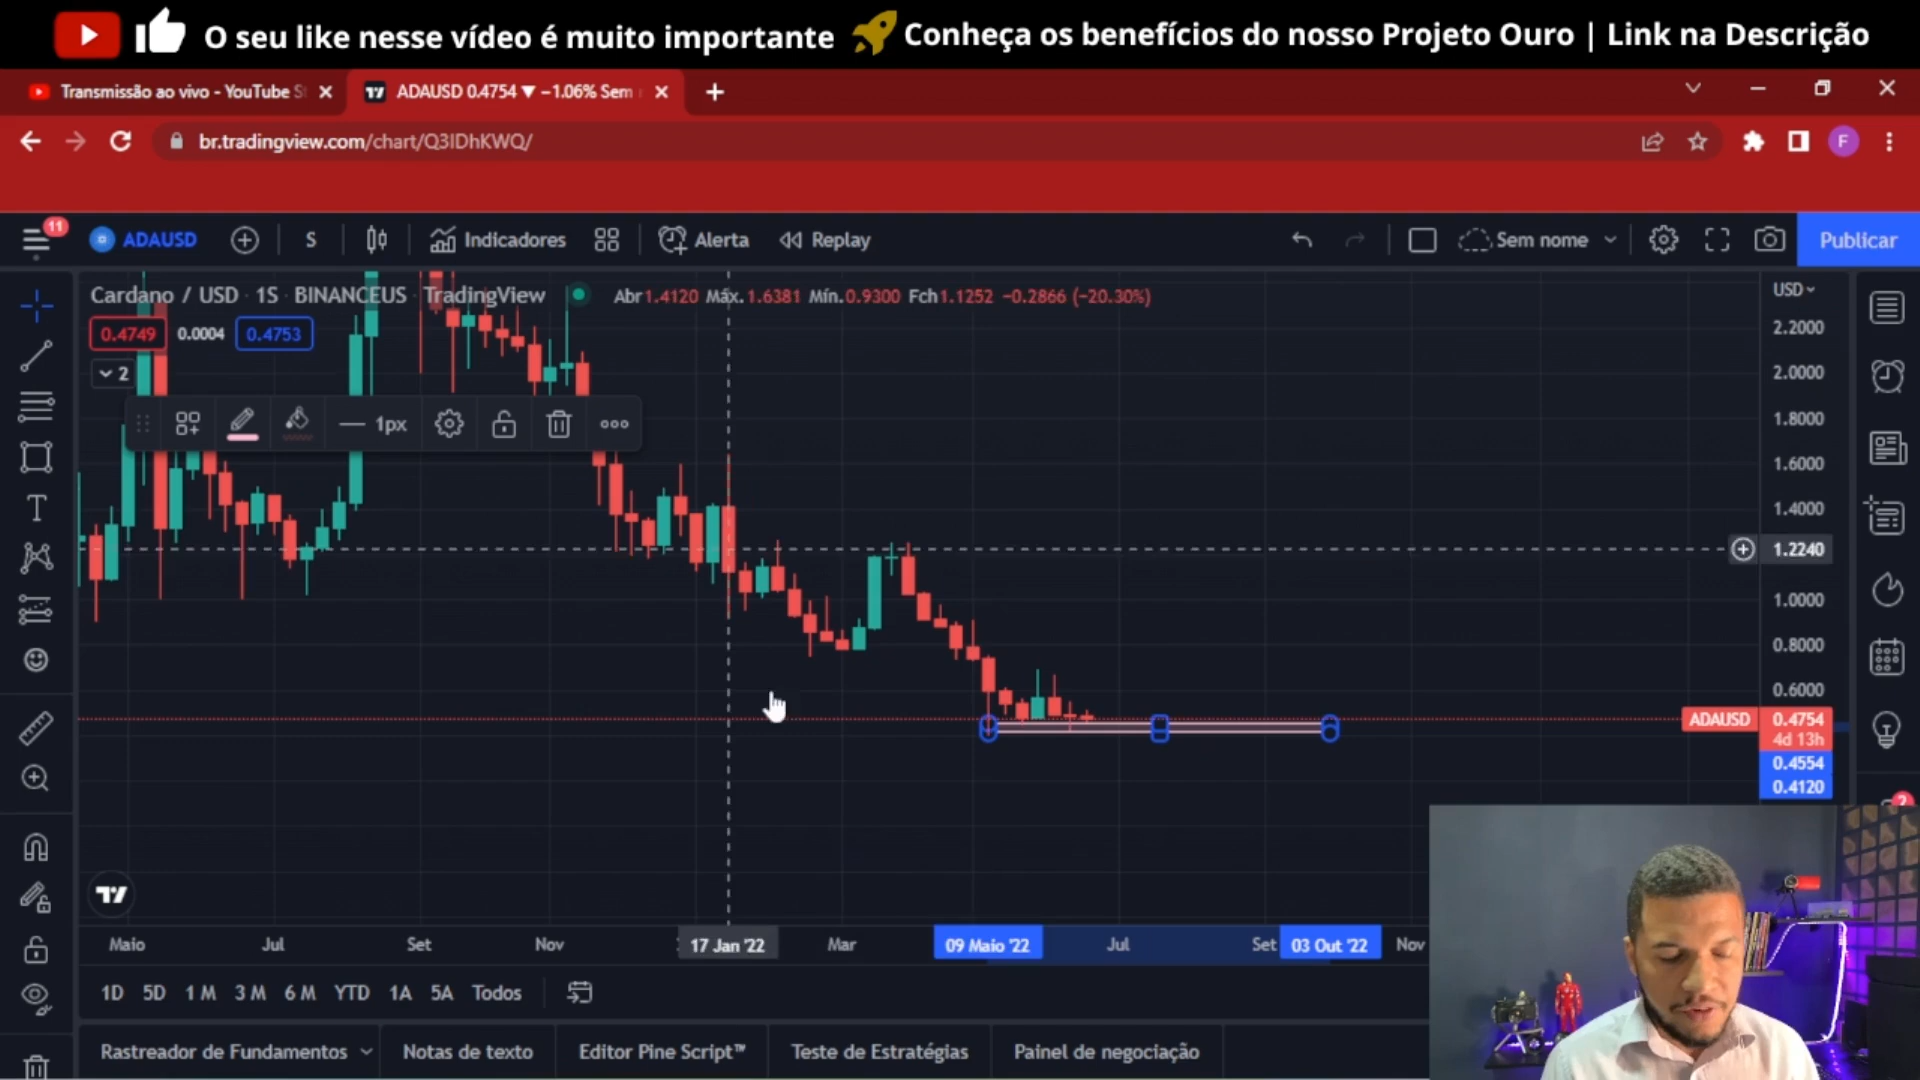 O seu like nesse vídeo é muito importante
Conheça os benefícios do nosso Projeto Ouro | Link na Descrição
Transmissão ao vivo - YouTube S
ADAUSD 0.4754 ▼ −1.06% Sem
br.tradingview.com/chart/Q3IDhKWQ/
F
11
ADAUSD
S
Indicadores
Alerta
Replay
Sem nome
Publicar
Cardano / USD · 1S · BINANCEUS · TradingView
Abr1.4120 Máx.1.6381 Mín.0.9300 Fch1.1252 −0.2866 (−20.30%)
USD
0.4749
0.0004
0.4753
2
1px
2.2000
2.0000
1.8000
1.6000
1.4000
1.2240
1.0000
0.8000
0.6000
ADAUSD
0.4754
4d 13h
0.4554
0.4120
2
Maio
Jul
Set
Nov
17 Jan '22
Mar
09 Maio '22
Jul
Set
03 Out '22
Nov
1D
5D
1M
3M
6M
YTD
1A
5A
Todos
Rastreador de Fundamentos
Notas de texto
Editor Pine Script™
Teste de Estratégias
Painel de negociação